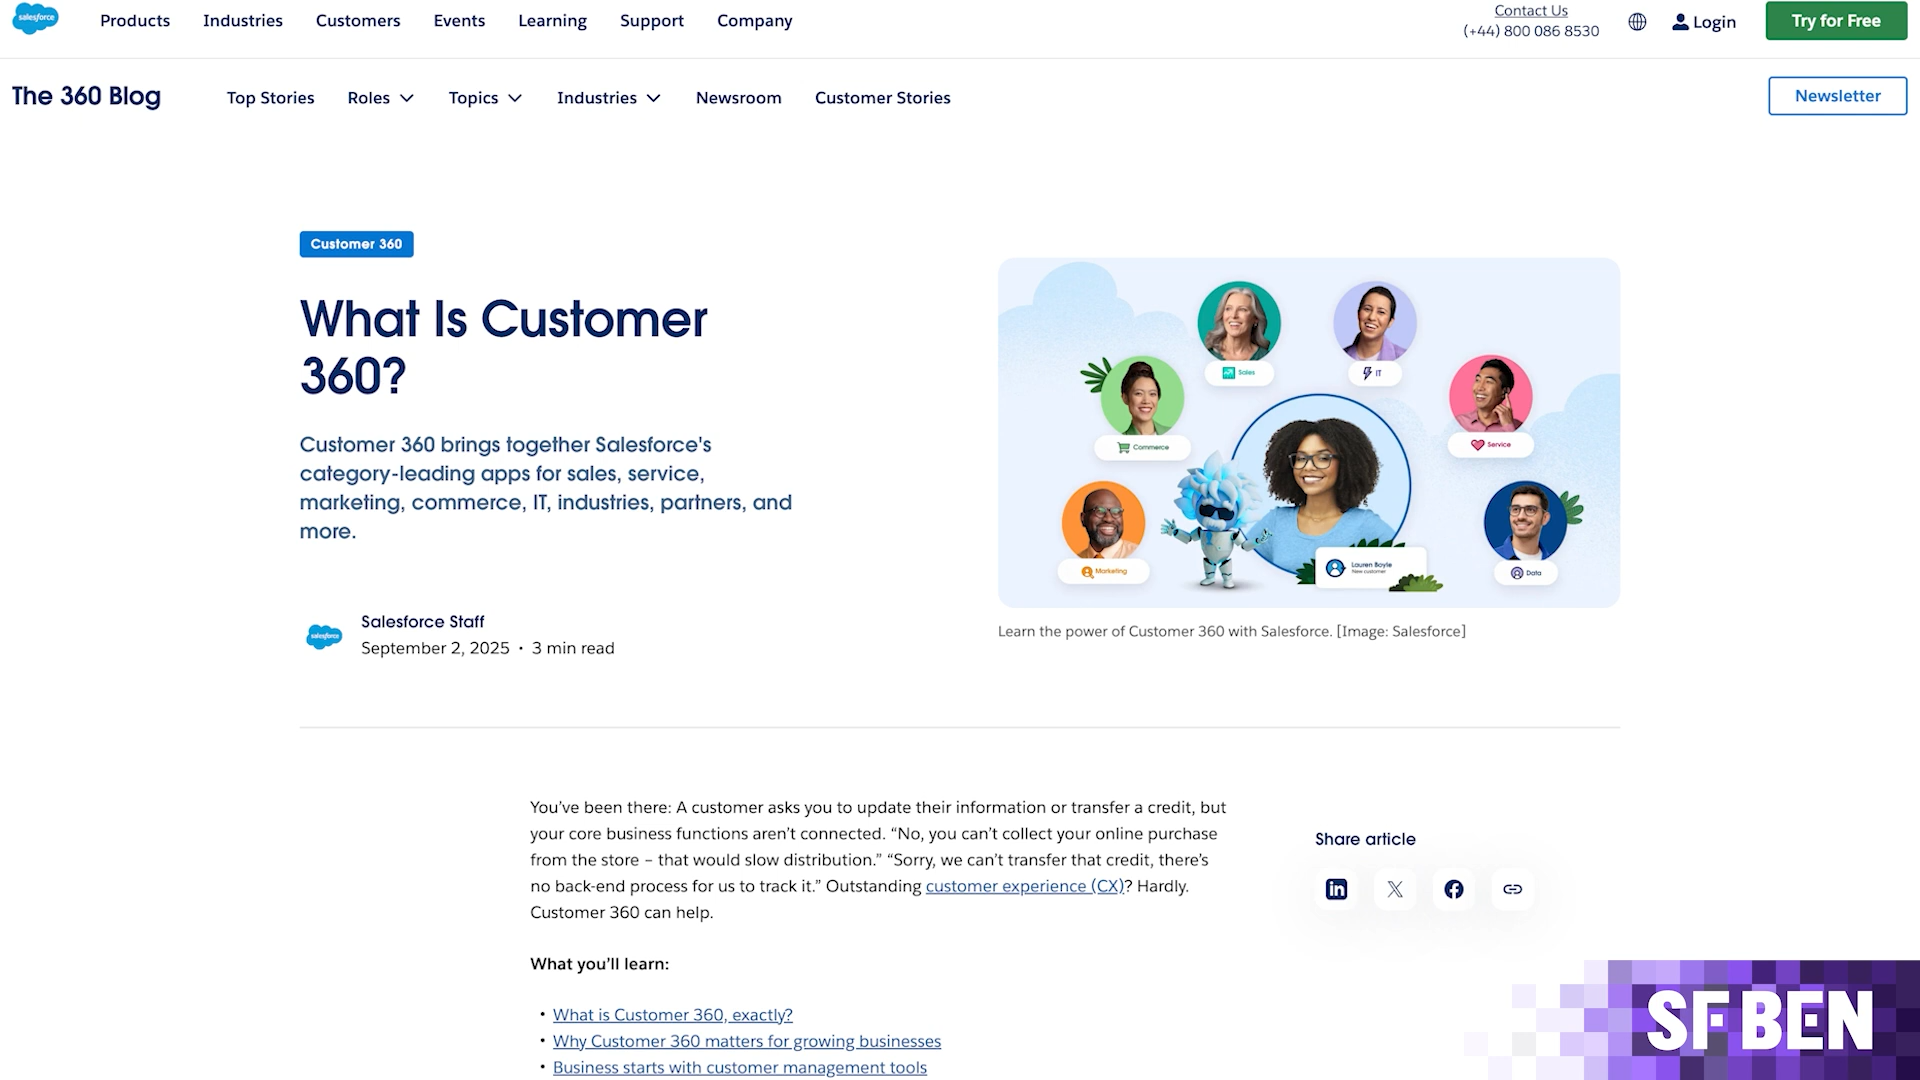 salesforce
Products Industries Customers Events Learning Support Company
Contact Us
(+44) 800 086 8530
Login
Try for Free
The 360 Blog
Top Stories Roles Topics Industries Newsroom Customer Stories
Newsletter
Customer 360
What Is Customer
360?
Customer 360 brings together Salesforce's
category-leading apps for sales, service,
marketing, commerce, IT, industries, partners, and
more.
salesforce
Salesforce Staff
September 2, 2025 • 3 min read
Sales
IT
Commerce
Service
Marketing
Lauren Boyle
New customer
Data
Learn the power of Customer 360 with Salesforce. [Image: Salesforce]
You’ve been there: A customer asks you to update their information or transfer a credit, but
your core business functions aren’t connected. “No, you can’t collect your online purchase
from the store – that would slow distribution.” “Sorry, we can’t transfer that credit, there’s
no back-end process for us to track it.” Outstanding customer experience (CX)? Hardly.
Customer 360 can help.
Share article
What you’ll learn:
• What is Customer 360, exactly?
• Why Customer 360 matters for growing businesses
• Business starts with customer management tools
SF BEN